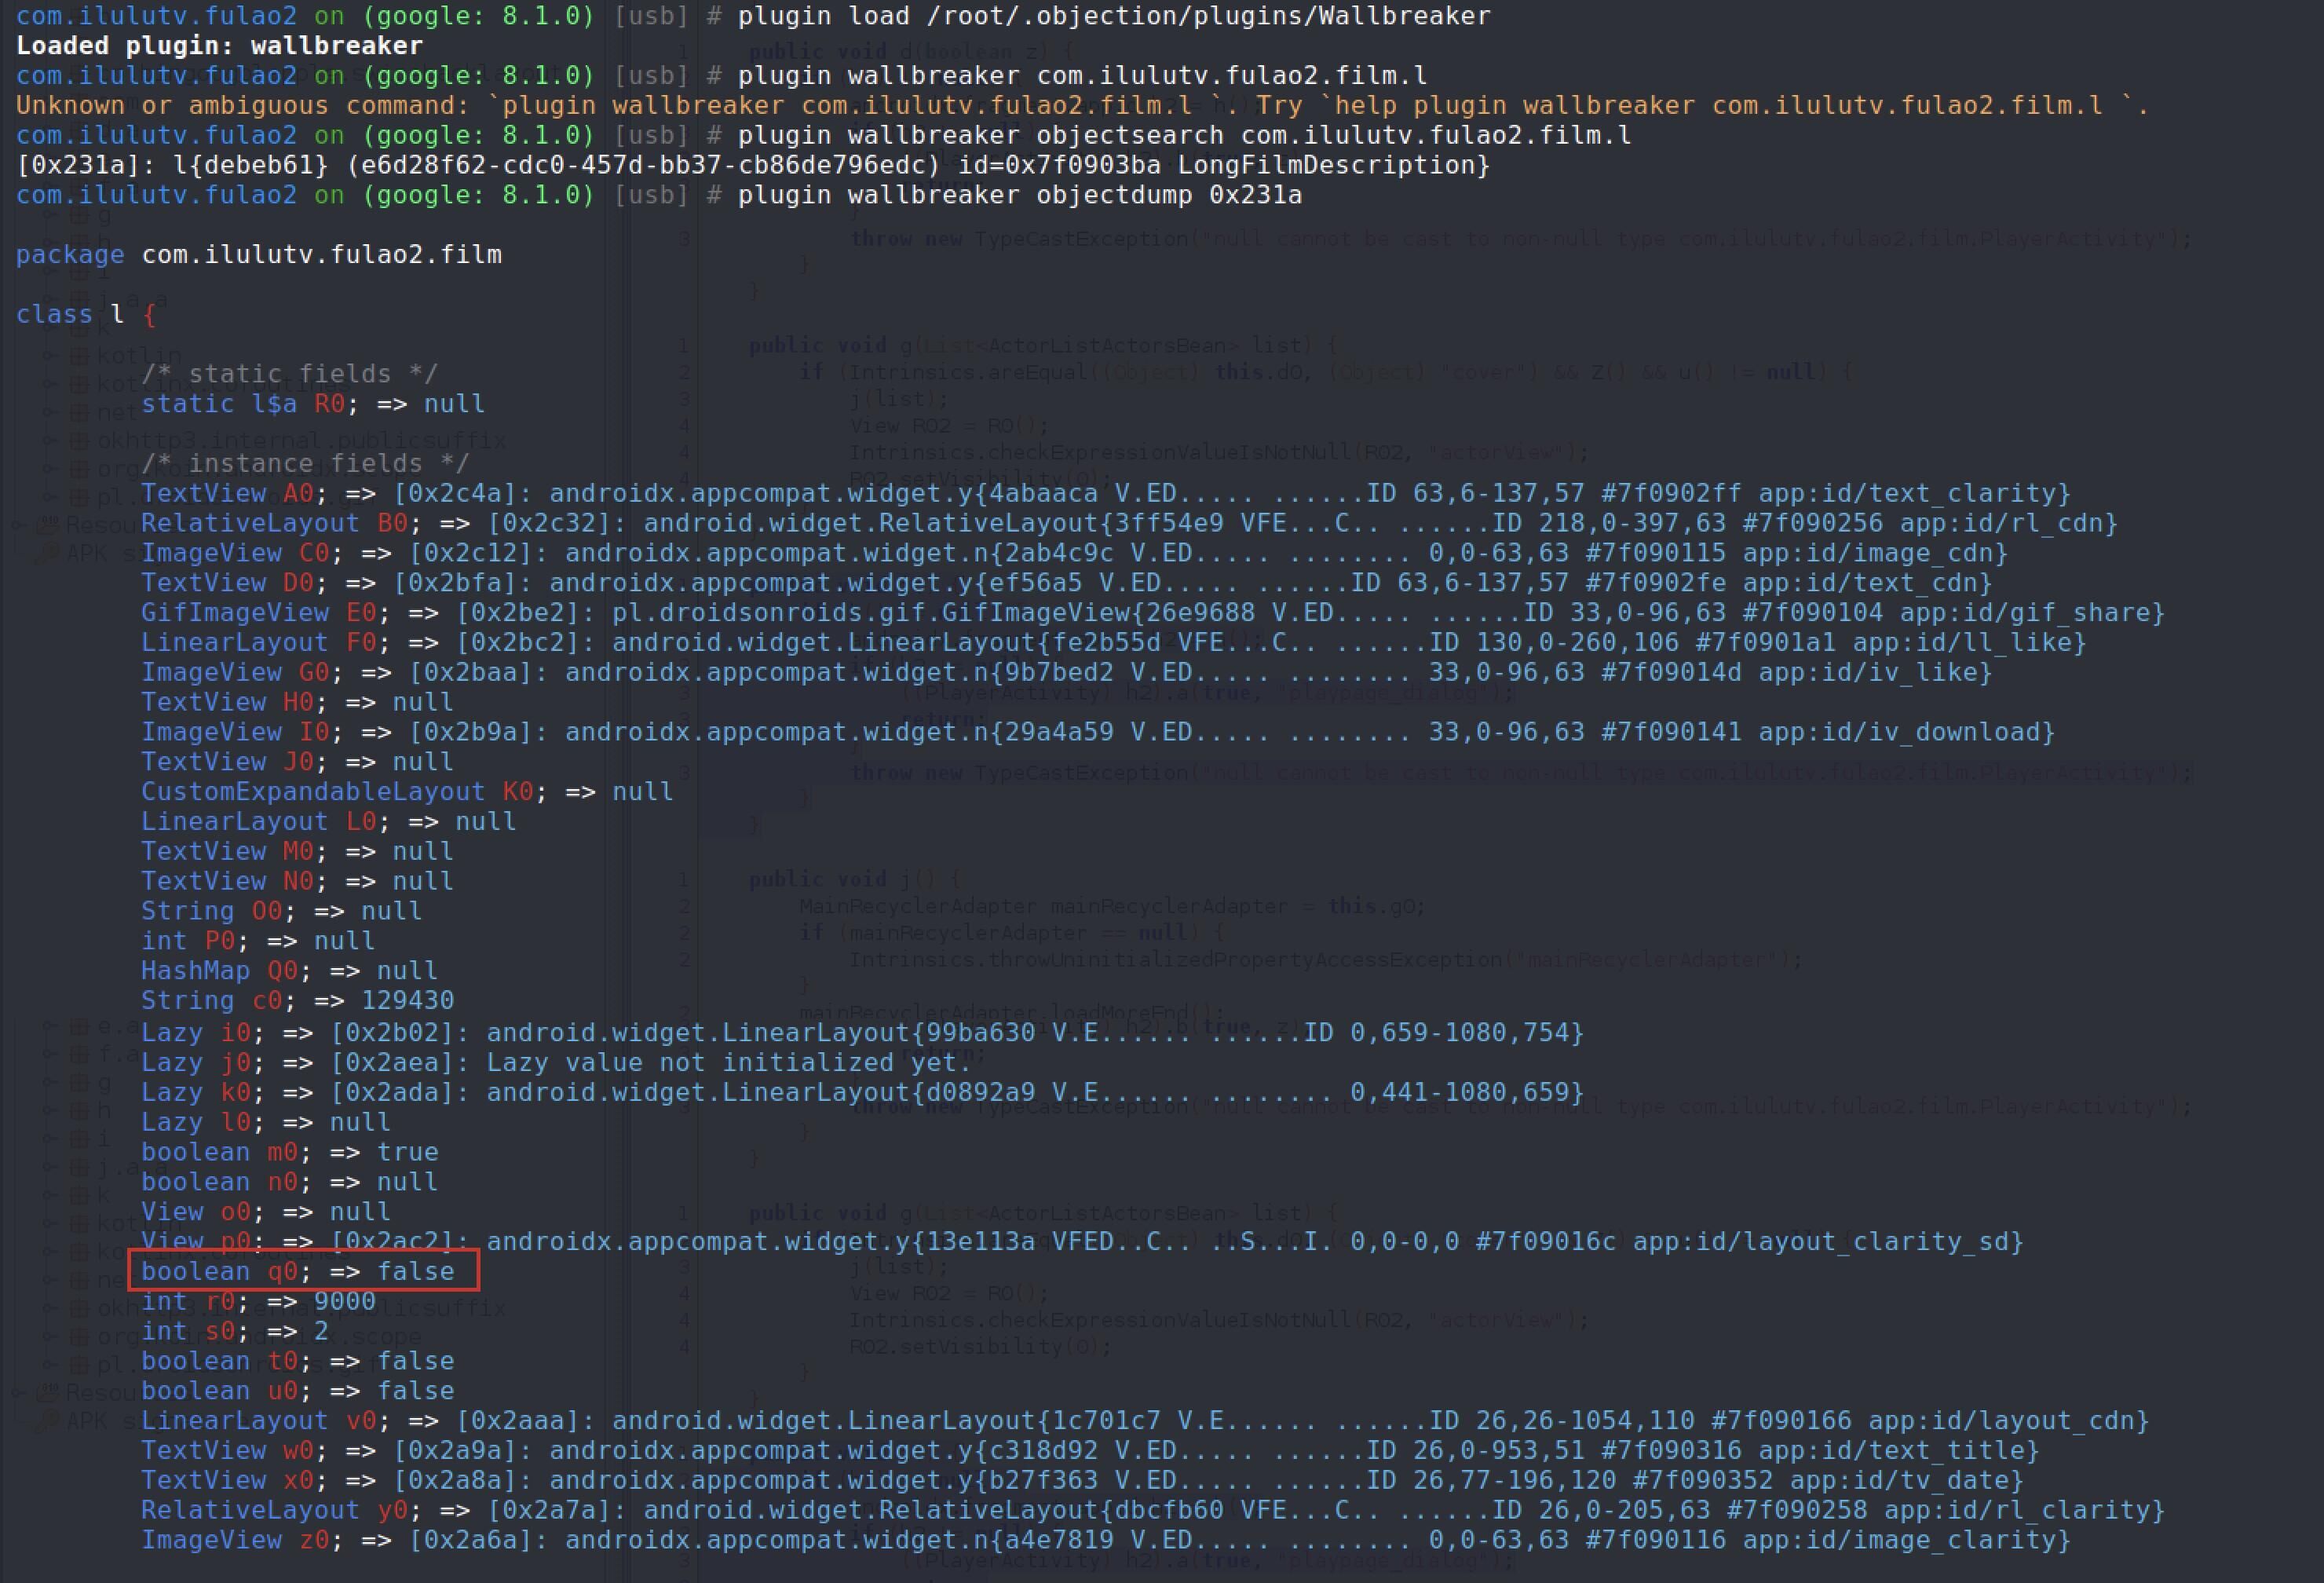 com.ilulutv.fulao2 on (google: 8.1.0) [usb] # plugin load /root/.objection/plugins/Wallbreaker
Loaded plugin: wallbreaker
com.ilulutv.fulao2 on (google: 8.1.0) [usb] # plugin wallbreaker com.ilulutv.fulao2.film.l
Unknown or ambiguous command: `plugin wallbreaker com.ilulutv.fulao2.film.l `. Try `help plugin wallbreaker com.ilulutv.fulao2.film.l `.
com.ilulutv.fulao2 on (google: 8.1.0) [usb] # plugin wallbreaker objectsearch com.ilulutv.fulao2.film.l
[0x231a]: l{debeb61} (e6d28f62-cdc0-457d-bb37-cb86de796edc) id=0x7f0903ba LongFilmDescription}
com.ilulutv.fulao2 on (google: 8.1.0) [usb] # plugin wallbreaker objectdump 0x231a
package com.ilulutv.fulao2.film
class l {
/* static fields */
static l$a R0; => null
/* instance fields */
TextView A0; => [0x2c4a]: androidx.appcompat.widget.y{4abaaca V.ED..... ......ID 63,6-137,57 #7f0902ff app:id/text_clarity}
RelativeLayout B0; => [0x2c32]: android.widget.RelativeLayout{3ff54e9 VFE...C.. ......ID 218,0-397,63 #7f090256 app:id/rl_cdn}
ImageView C0; => [0x2c12]: androidx.appcompat.widget.n{2ab4c9c V.ED..... ........ 0,0-63,63 #7f090115 app:id/image_cdn}
TextView D0; => [0x2bfa]: androidx.appcompat.widget.y{ef56a5 V.ED..... ......ID 63,6-137,57 #7f0902fe app:id/text_cdn}
GifImageView E0; => [0x2be2]: pl.droidsonroids.gif.GifImageView{26e9688 V.ED..... ......ID 33,0-96,63 #7f090104 app:id/gif_share}
LinearLayout F0; => [0x2bc2]: android.widget.LinearLayout{fe2b55d VFE...C.. ......ID 130,0-260,106 #7f0901a1 app:id/ll_like}
ImageView G0; => [0x2baa]: androidx.appcompat.widget.n{9b7bed2 V.ED..... ........ 33,0-96,63 #7f09014d app:id/iv_like}
TextView H0; => null
ImageView I0; => [0x2b9a]: androidx.appcompat.widget.n{29a4a59 V.ED..... ........ 33,0-96,63 #7f090141 app:id/iv_download}
TextView J0; => null
CustomExpandableLayout K0; => null
LinearLayout L0; => null
TextView M0; => null
TextView N0; => null
String O0; => null
int P0; => null
HashMap Q0; => null
String c0; => 129430
Lazy i0; => [0x2b02]: android.widget.LinearLayout{99ba630 V.E...... ......ID 0,659-1080,754}
Lazy j0; => [0x2aea]: Lazy value not initialized yet.
Lazy k0; => [0x2ada]: android.widget.LinearLayout{d0892a9 V.E...... ........ 0,441-1080,659}
Lazy l0; => null
boolean m0; => true
boolean n0; => null
View o0; => null
View p0; => [0x2ac2]: androidx.appcompat.widget.y{13e113a VFED..C.. ..S...I. 0,0-0,0 #7f09016c app:id/layout_clarity_sd}
boolean q0; => false
int r0; => 9000
int s0; => 2
boolean t0; => false
boolean u0; => false
LinearLayout v0; => [0x2aaa]: android.widget.LinearLayout{1c701c7 V.E...... ......ID 26,26-1054,110 #7f090166 app:id/layout_cdn}
TextView w0; => [0x2a9a]: androidx.appcompat.widget.y{c318d92 V.ED..... ......ID 26,0-953,51 #7f090316 app:id/text_title}
TextView x0; => [0x2a8a]: androidx.appcompat.widget.y{b27f363 V.ED..... ......ID 26,77-196,120 #7f090352 app:id/tv_date}
RelativeLayout y0; => [0x2a7a]: android.widget.RelativeLayout{dbcfb60 VFE...C.. ......ID 26,0-205,63 #7f090258 app:id/rl_clarity}
ImageView z0; => [0x2a6a]: androidx.appcompat.widget.n{a4e7819 V.ED..... ........ 0,0-63,63 #7f090116 app:id/image_clarity}